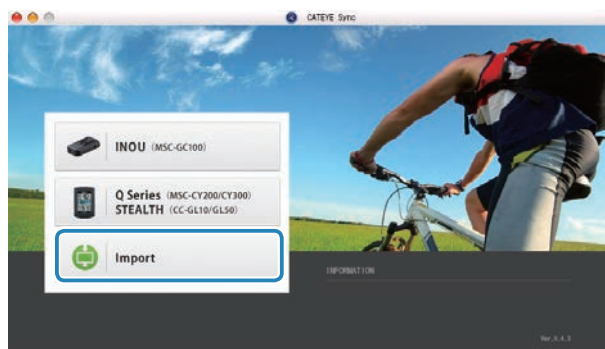 CATEYE Sync
INOU (MSC-GC100)
Q Series (MSC-CY200/CY300)
STEALTH (CC-GL10/GL50)
Import
INFORMATION